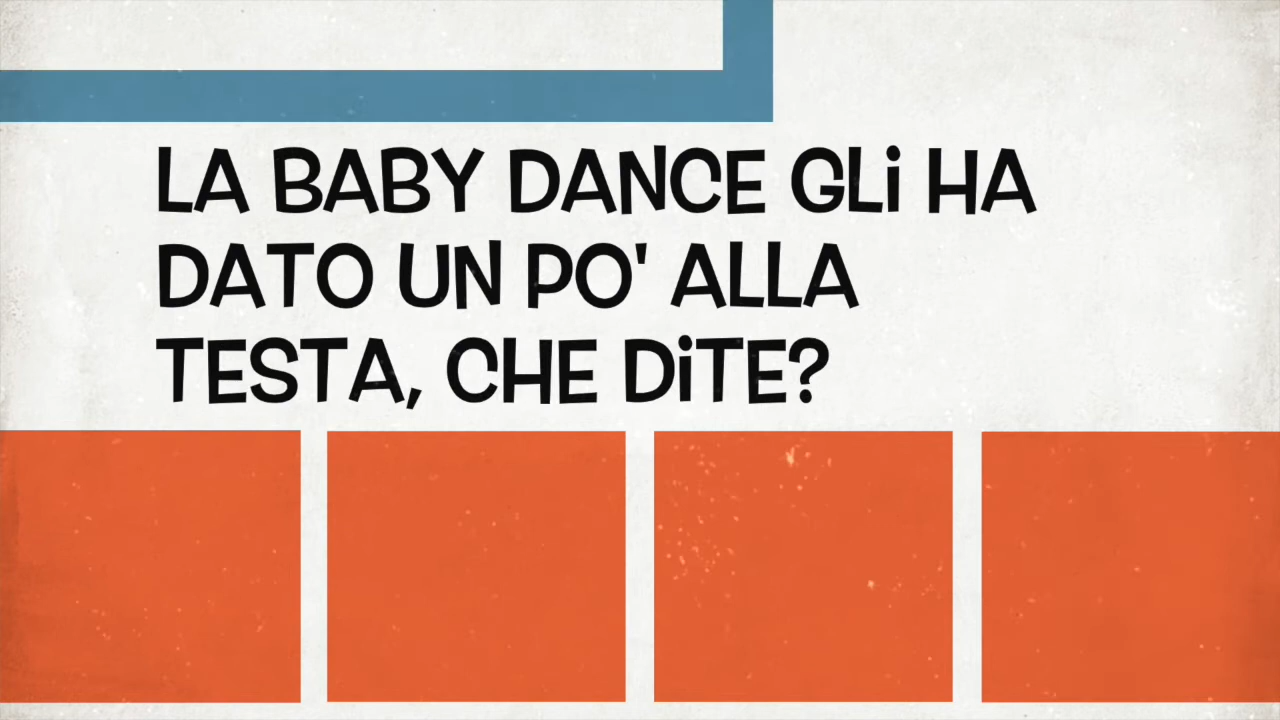 LA BABY DANCE GLi HA
DATO UN PO' ALLA
TESTA, CHE DiTE?